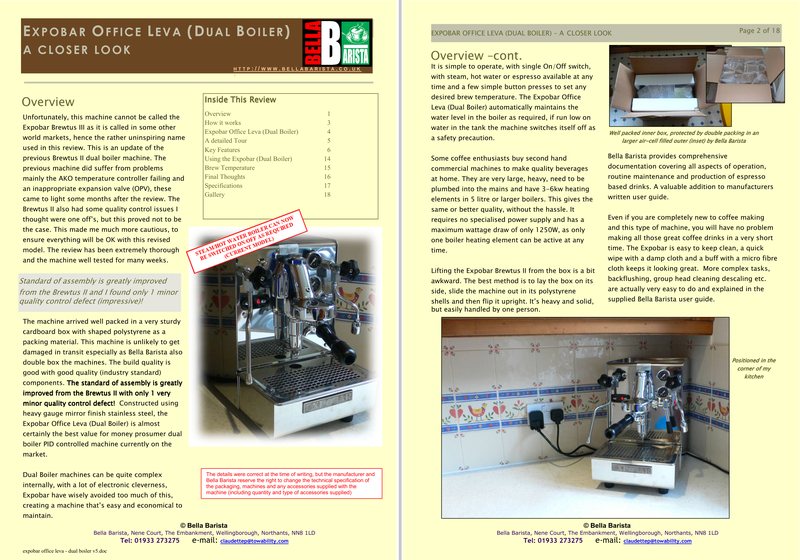 EXPOBAR OFFICE LEVA (DUAL BOILER)
A CLOSER LOOK
BELLA
BARISTA
HTTP://WWW.BELLABARISTA.CO.UK
Overview
Unfortunately, this machine cannot be called the
Expobar Brewtus III as it is called in some other
world markets, hence the rather uninspiring name
used in this review. This is an update of the
previous Brewtus II dual boiler machine. The
previous machine did suffer from problems
mainly the AKO temperature controller failing and
an inappropriate expansion valve (OPV), these
came to light some months after the review. The
Brewtus II also had some quality control issues I
thought were one off's, but this proved not to be
the case. This made me much more cautious, to
ensure everything will be OK with this revised
model. The review has been extremely thorough
and the machine well tested for many weeks.
Standard of assembly is greatly improved
from the Brewtus II and I found only 1 minor
quality control defect (impressive)!
The machine arrived well packed in a very sturdy
cardboard box with shaped polystyrene as a
packing material. This machine is unlikely to get
damaged in transit especially as Bella Barista also
double box the machines. The build quality is
good with good quality (industry standard)
components. The standard of assembly is greatly
improved from the Brewtus II with only 1 very
minor quality control defect! Constructed using
heavy gauge mirror finish stainless steel, the
Expobar Office Leva (Dual Boiler) is almost
certainly the best value for money prosumer dual
boiler PID controlled machine currently on the
market.
Dual Boiler machines can be quite complex
internally, with a lot of electronic cleverness,
Expobar have wisely avoided too much of this,
creating a machine that's easy and economical to
maintain.
Inside This Review
Overview 1
How it works 3
Expobar Office Leva (Dual Boiler) 4
A detailed Tour 5
Key Features 6
Using the Expobar (Dual Boiler) 14
Brew Temperature 15
Final Thoughts 16
Specifications 17
Gallery 18
STEAM/HOT WATER BOILER CAN NOW
BE SWITCHED ON/OFF AS REQUIRED
(CURRENT MODEL)
The details were correct at the time of writing, but the manufacturer and
Bella Barista reserve the right to change the technical specification of
the packaging, machines and any accessories supplied with the
machine (including quantity and type of accessories supplied)
© Bella Barista
Bella Barista, Nene Court, The Embankment, Wellingborough, Northants, NN8 1LD
Tel: 01933 273275 e-mail: claudettep@towability.com
expobar office leva - dual boiler v5.doc
EXPOBAR OFFICE LEVA (DUAL BOILER) - A CLOSER LOOK
Page 2 of 18
Overview -cont.
It is simple to operate, with single On/Off switch,
with steam, hot water or espresso available at any
time and a few simple button presses to set any
desired brew temperature. The Expobar Office
Leva (Dual Boiler) automatically maintains the
water level in the boiler as required, if run low on
water in the tank the machine switches itself off as
a safety precaution.
Some coffee enthusiasts buy second hand
commercial machines to make quality beverages
at home. They are very large, heavy, need to be
plumbed into the mains and have 3-6kw heating
elements in 5 litre or larger boilers. This gives the
same or better quality, without the hassle. It
requires no specialised power supply and has a
maximum wattage draw of only 1250W, as only
one boiler heating element can be active at any
time.
Lifting the Expobar Brewtus II from the box is a bit
awkward. The best method is to lay the box on its
side, slide the machine out in its polystyrene
shells and then flip it upright. It's heavy and solid,
but easily handled by one person.
Well packed inner box, protected by double packing in an
larger air-cell filled outer (inset) by Bella Barista
Bella Barista provides comprehensive
documentation covering all aspects of operation,
routine maintenance and production of espresso
based drinks. A valuable addition to manufacturers
written user guide.
Even if you are completely new to coffee making
and this type of machine, you will have no problem
making all those great coffee drinks in a very short
time. The Expobar is easy to keep clean, a quick
wipe with a damp cloth and a buff with a micro fibre
cloth keeps it looking great. More complex tasks,
backflushing, group head cleaning descaling etc.
are actually very easy to do and explained in the
supplied Bella Barista user guide.
Positioned in the
corner of my
kitchen
© Bella Barista
Bella Barista, Nene Court, The Embankment, Wellingborough, Northants, NN8 1LD
Tel: 01933 273275 e-mail: claudettep@towability.com